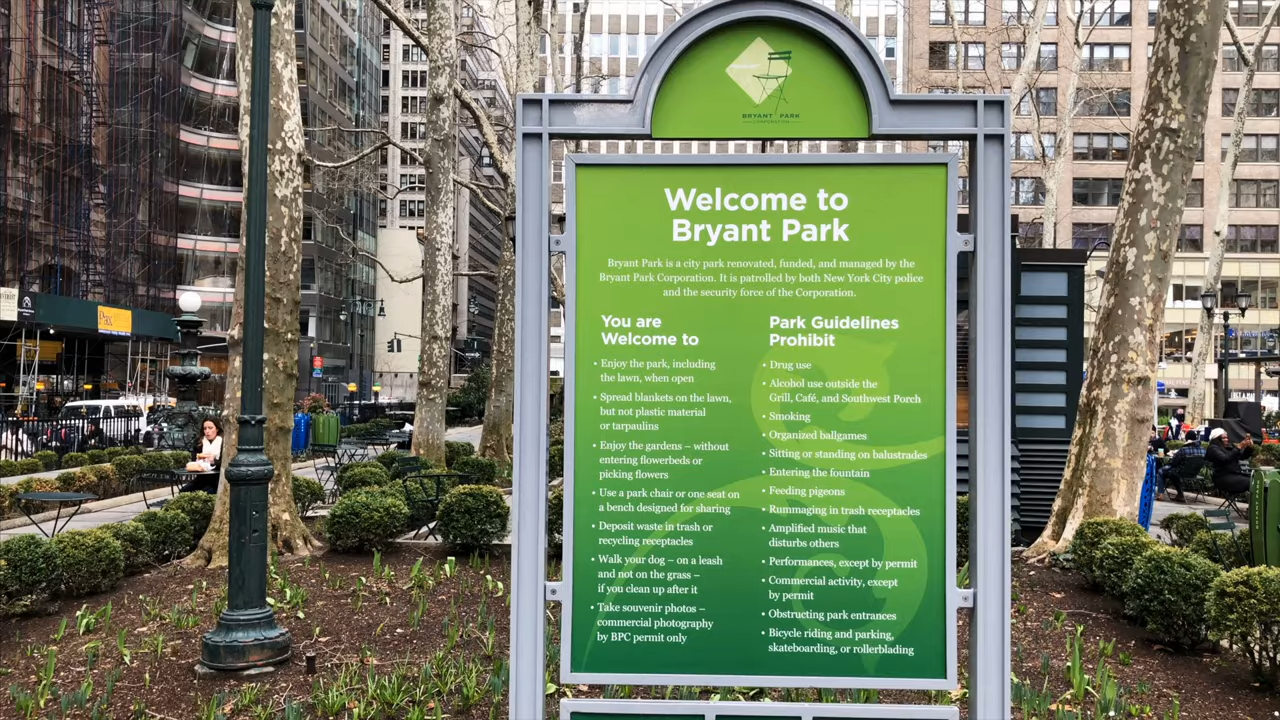 BRYANT PARK
CORPORATION
Welcome to
Bryant Park
Bryant Park is a city park renovated, funded, and managed by the
Bryant Park Corporation. It is patrolled by both New York City police
and the security force of the Corporation.
You are
Welcome to
• Enjoy the park, including
the lawn, when open
• Spread blankets on the lawn,
but not plastic material
or tarpaulins
• Enjoy the gardens – without
entering flowerbeds or
picking flowers
• Use a park chair or one seat on
a bench designed for sharing
• Deposit waste in trash or
recycling receptacles
• Walk your dog – on a leash
and not on the grass –
if you clean up after it
• Take souvenir photos –
commercial photography
by BPC permit only
Park Guidelines
Prohibit
• Drug use
• Alcohol use outside the
Grill, Café, and Southwest Porch
• Smoking
• Organized ballgames
• Sitting or standing on balustrades
• Entering the fountain
• Feeding pigeons
• Rummaging in trash receptacles
• Amplified music that
disturbs others
• Performances, except by permit
• Commercial activity, except
by permit
• Obstructing park entrances
• Bicycle riding and parking,
skateboarding, or rollerblading
Pax